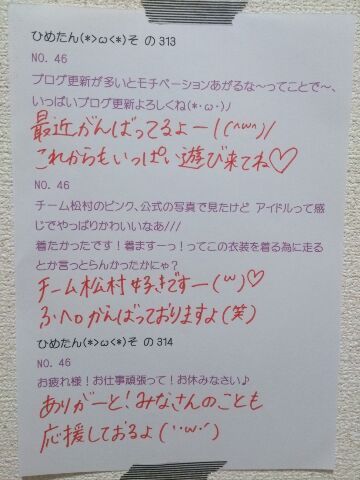 ひめたん(*>ω<*)そ の313
NO. 46
ブログ更新が多いとモチベーションあがるな～ってことで～、
いっぱいブログ更新よろしくね(*･ω･)ﾉ
最近がんばってるよー!(^ω^)/
これからもいっぱい遊び来てね♡
NO. 46
チーム松村のピンク、公式の写真で見たけど アイドルって感
じでやっぱりかわいいなあ///
着たかったです！着ますーっ！ってこの衣装を着る為に走る
とか言っとらんかったかにゃ？
チーム松村好きですー(ω)♡
がんばっておりますよ(笑)
ひめたん(*>ω<*)そ の314
NO. 46
お疲れ様！お仕事頑張って！お休みなさい♪
ありがーと！みなさんのことも
応援しておるよ(˙ω˙)